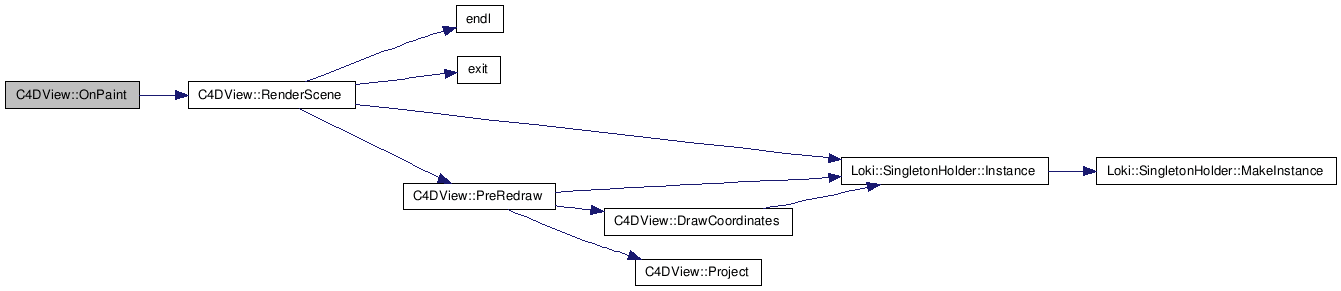 endl
exit
C4DView::OnPaint
C4DView::RenderScene
Loki::SingletonHolder::Instance
Loki::SingletonHolder::MakeInstance
C4DView::PreRedraw
C4DView::DrawCoordinates
C4DView::Project